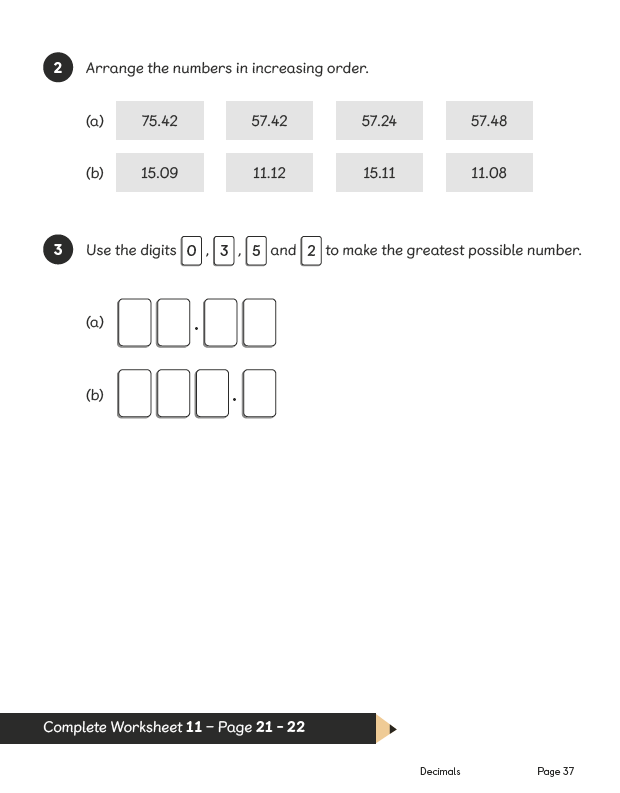 2 Arrange the numbers in increasing order.
(a) 75.42 57.42 57.24 57.48
(b) 15.09 11.12 15.11 11.08
3 Use the digits 0 , 3 , 5 and 2 to make the greatest possible number.
(a) .
(b) .
Complete Worksheet 11 – Page 21 - 22
Decimals Page 37